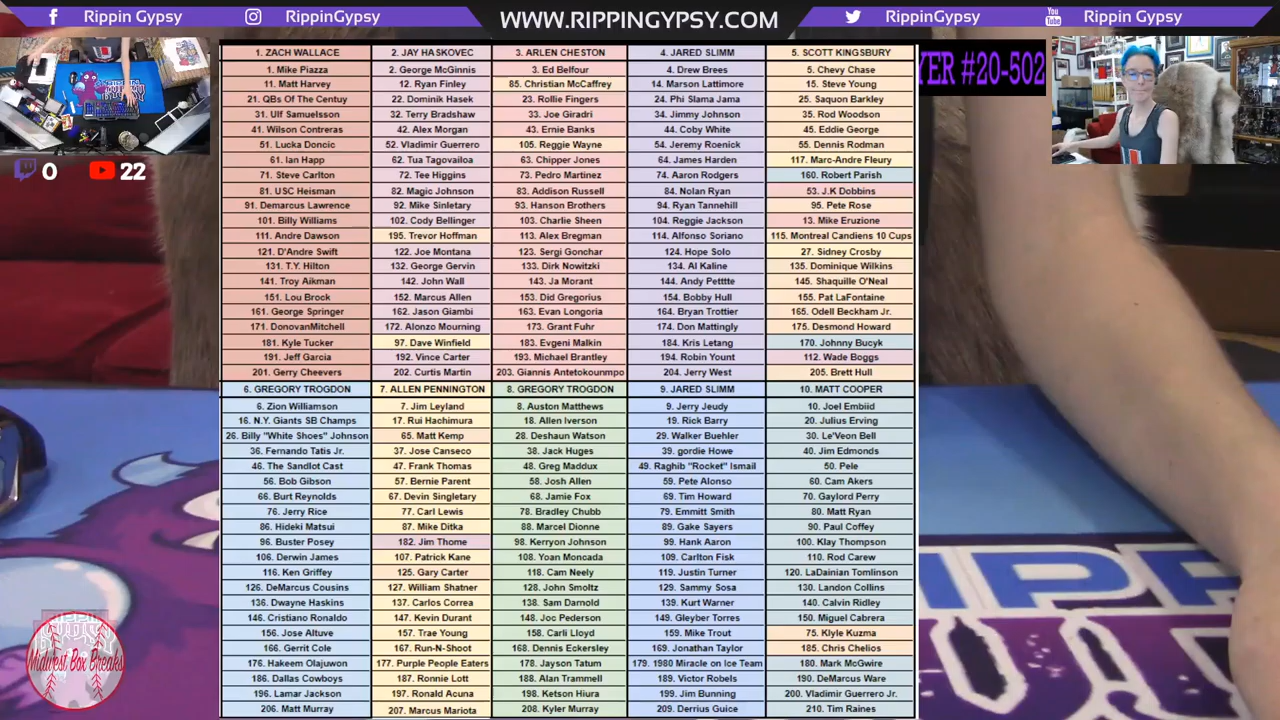 Rippin Gypsy
RippinGypsy
WWW.RIPPINGYPSY.COM
RippinGypsy
You Tube
Rippin Gypsy
YER #20-502
0
22
1. ZACH WALLACE
1. Mike Piazza
11. Matt Harvey
21. QBs Of The Centuy
31. Ulf Samuelsson
41. Wilson Contreras
51. Lucka Doncic
61. Ian Happ
71. Steve Carlton
81. USC Heisman
91. Demarcus Lawrence
101. Billy Williams
111. Andre Dawson
121. D'Andre Swift
131. T.Y. Hilton
141. Troy Aikman
151. Lou Brock
161. George Springer
171. DonovanMitchell
181. Kyle Tucker
191. Jeff Garcia
201. Gerry Cheevers
2. JAY HASKOVEC
2. George McGinnis
12. Ryan Finley
22. Dominik Hasek
32. Terry Bradshaw
42. Alex Morgan
52. Vladimir Guerrero
62. Tua Tagovailoa
72. Tee Higgins
82. Magic Johnson
92. Mike Sinletary
102. Cody Bellinger
195. Trevor Hoffman
122. Joe Montana
132. George Gervin
142. John Wall
152. Marcus Allen
162. Jason Giambi
172. Alonzo Mourning
97. Dave Winfield
192. Vince Carter
202. Curtis Martin
3. ARLEN CHESTON
3. Ed Belfour
85. Christian McCaffrey
23. Rollie Fingers
33. Joe Giradri
43. Ernie Banks
105. Reggie Wayne
63. Chipper Jones
73. Pedro Martinez
83. Addison Russell
93. Hanson Brothers
103. Charlie Sheen
113. Alex Bregman
123. Sergi Gonchar
133. Dirk Nowitzki
143. Ja Morant
153. Did Gregorius
163. Evan Longoria
173. Grant Fuhr
183. Evgeni Malkin
193. Michael Brantley
203. Giannis Antetokounmpo
4. JARED SLIMM
4. Drew Brees
14. Marson Lattimore
24. Phi Slama Jama
34. Jimmy Johnson
44. Coby White
54. Jeremy Roenick
64. James Harden
74. Aaron Rodgers
84. Nolan Ryan
94. Ryan Tannehill
104. Reggie Jackson
114. Alfonso Soriano
124. Hope Solo
134. Al Kaline
144. Andy Petttte
154. Bobby Hull
164. Bryan Trottier
174. Don Mattingly
184. Kris Letang
194. Robin Yount
204. Jerry West
5. SCOTT KINGSBURY
5. Chevy Chase
15. Steve Young
25. Saquon Barkley
35. Rod Woodson
45. Eddie George
55. Dennis Rodman
117. Marc-Andre Fleury
160. Robert Parish
53. J.K Dobbins
95. Pete Rose
13. Mike Eruzione
115. Montreal Candiens 10 Cups
27. Sidney Crosby
135. Dominique Wilkins
145. Shaquille O'Neal
155. Pat LaFontaine
165. Odell Beckham Jr.
175. Desmond Howard
170. Johnny Bucyk
112. Wade Boggs
205. Brett Hull
6. GREGORY TROGDON
6. Zion Williamson
16. N.Y. Giants SB Champs
26. Billy "White Shoes" Johnson
36. Fernando Tatis Jr.
46. The Sandlot Cast
56. Bob Gibson
66. Burt Reynolds
76. Jerry Rice
86. Hideki Matsui
96. Buster Posey
106. Derwin James
116. Ken Griffey
126. DeMarcus Cousins
136. Dwayne Haskins
146. Cristiano Ronaldo
156. Jose Altuve
166. Gerrit Cole
176. Hakeem Olajuwon
186. Dallas Cowboys
196. Lamar Jackson
206. Matt Murray
7. ALLEN PENNINGTON
7. Jim Leyland
17. Rui Hachimura
65. Matt Kemp
37. Jose Canseco
47. Frank Thomas
57. Bernie Parent
67. Devin Singletary
77. Carl Lewis
87. Mike Ditka
182. Jim Thome
107. Patrick Kane
125. Gary Carter
127. William Shatner
137. Carlos Correa
147. Kevin Durant
157. Trae Young
167. Run-N-Shoot
177. Purple People Eaters
187. Ronnie Lott
197. Ronald Acuna
207. Marcus Mariota
8. GREGORY TROGDON
8. Auston Matthews
18. Allen Iverson
28. Deshaun Watson
38. Jack Huges
48. Greg Maddux
58. Josh Allen
68. Jamie Fox
78. Bradley Chubb
88. Marcel Dionne
98. Kerryon Johnson
108. Yoan Moncada
118. Cam Neely
128. John Smoltz
138. Sam Darnold
148. Joc Pederson
158. Carli Lloyd
168. Dennis Eckersley
178. Jayson Tatum
188. Alan Trammell
198. Ketson Hiura
208. Kyler Murray
9. JARED SLIMM
9. Jerry Jeudy
19. Rick Barry
29. Walker Buehler
39. gordie Howe
49. Raghib "Rocket" Ismail
59. Pete Alonso
69. Tim Howard
79. Emmitt Smith
89. Gake Sayers
99. Hank Aaron
109. Carlton Fisk
119. Justin Turner
129. Sammy Sosa
139. Kurt Warner
149. Gleyber Torres
159. Mike Trout
169. Jonathan Taylor
179. 1980 Miracle on Ice Team
189. Victor Robels
199. Jim Bunning
209. Derrius Guice
10. MATT COOPER
10. Joel Embiid
20. Julius Erving
30. Le'Veon Bell
40. Jim Edmonds
50. Pele
60. Cam Akers
70. Gaylord Perry
80. Matt Ryan
90. Paul Coffey
100. Klay Thompson
110. Rod Carew
120. LaDainian Tomlinson
130. Landon Collins
140. Calvin Ridley
150. Miguel Cabrera
75. Klyle Kuzma
185. Chris Chelios
180. Mark McGwire
190. DeMarcus Ware
200. Vladimir Guerrero Jr.
210. Tim Raines
Midwest Box Breaks